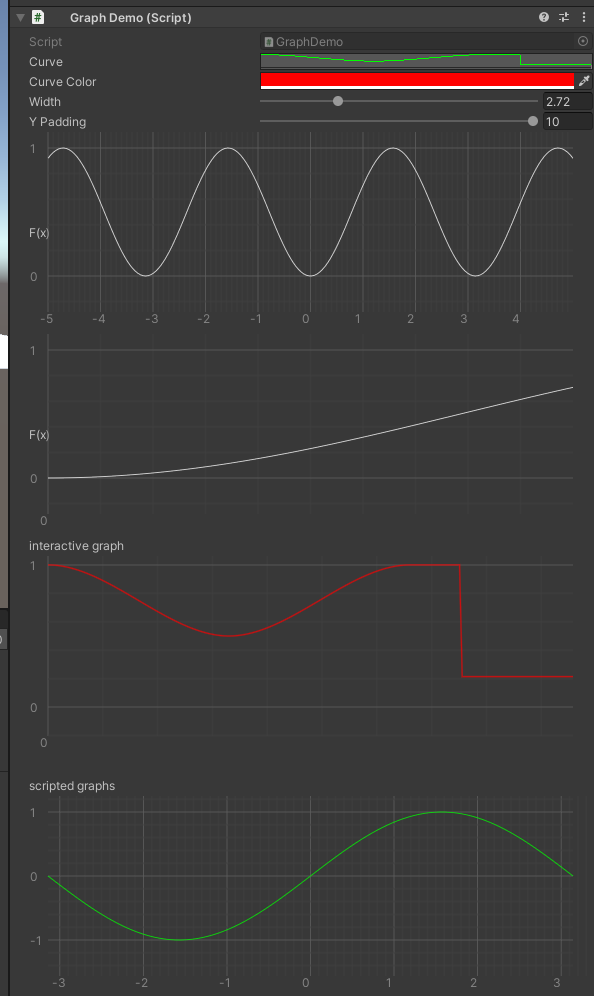 Graph Demo (Script)
Script GraphDemo
Curve
Curve Color
Width 2.72
Y Padding 10
1
F(x)
0
-5 -4 -3 -2 -1 0 1 2 3 4
1
F(x)
0
0
interactive graph
1
0
0
scripted graphs
1
0
-1
-3 -2 -1 0 1 2 3